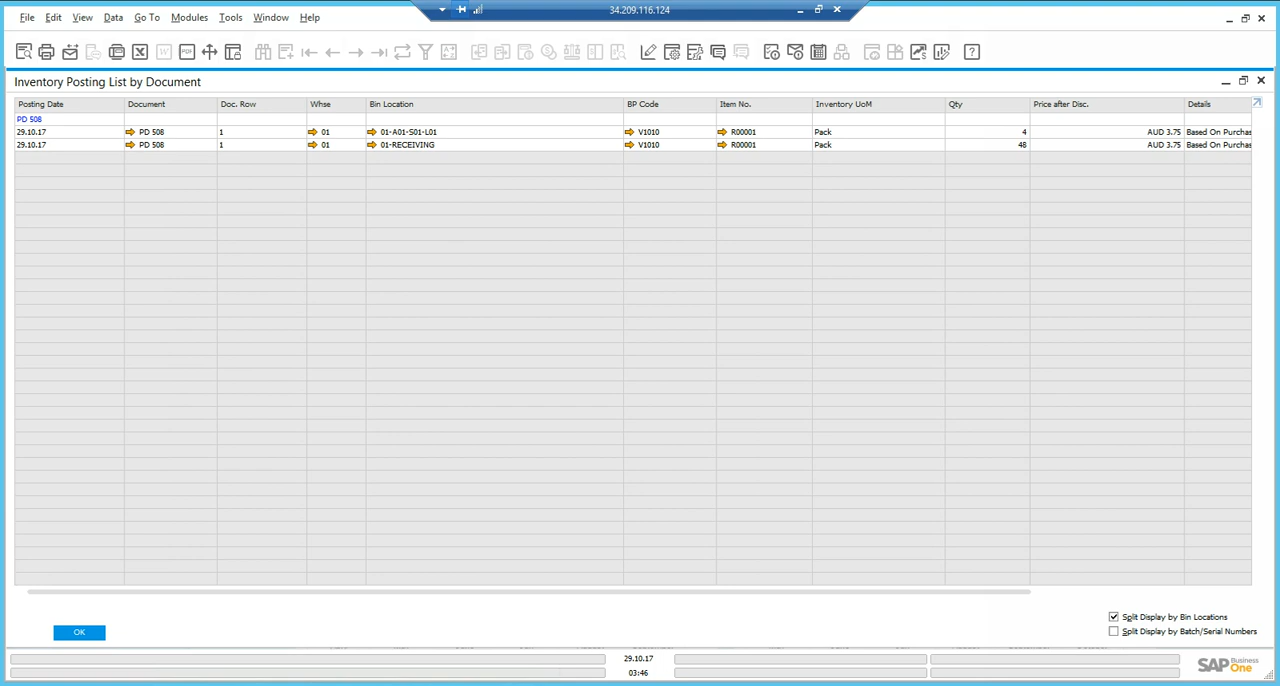 34.209.116.124
File Edit View Data Go To Modules Tools Window Help
Inventory Posting List by Document
Posting Date Document Doc. Row Whse Bin Location BP Code Item No. Inventory UoM Qty Price after Disc. Details
PD 508
29.10.17 PD 508 1 01 01-A01-S01-L01 V1010 R00001 Pack 4 AUD 3.75 Based On Purchas
29.10.17 PD 508 1 01 01-RECEIVING V1010 R00001 Pack 48 AUD 3.75 Based On Purchas
Split Display by Bin Locations
OK
Split Display by Batch/Serial Numbers
29.10.17
03:46
SAP Business One